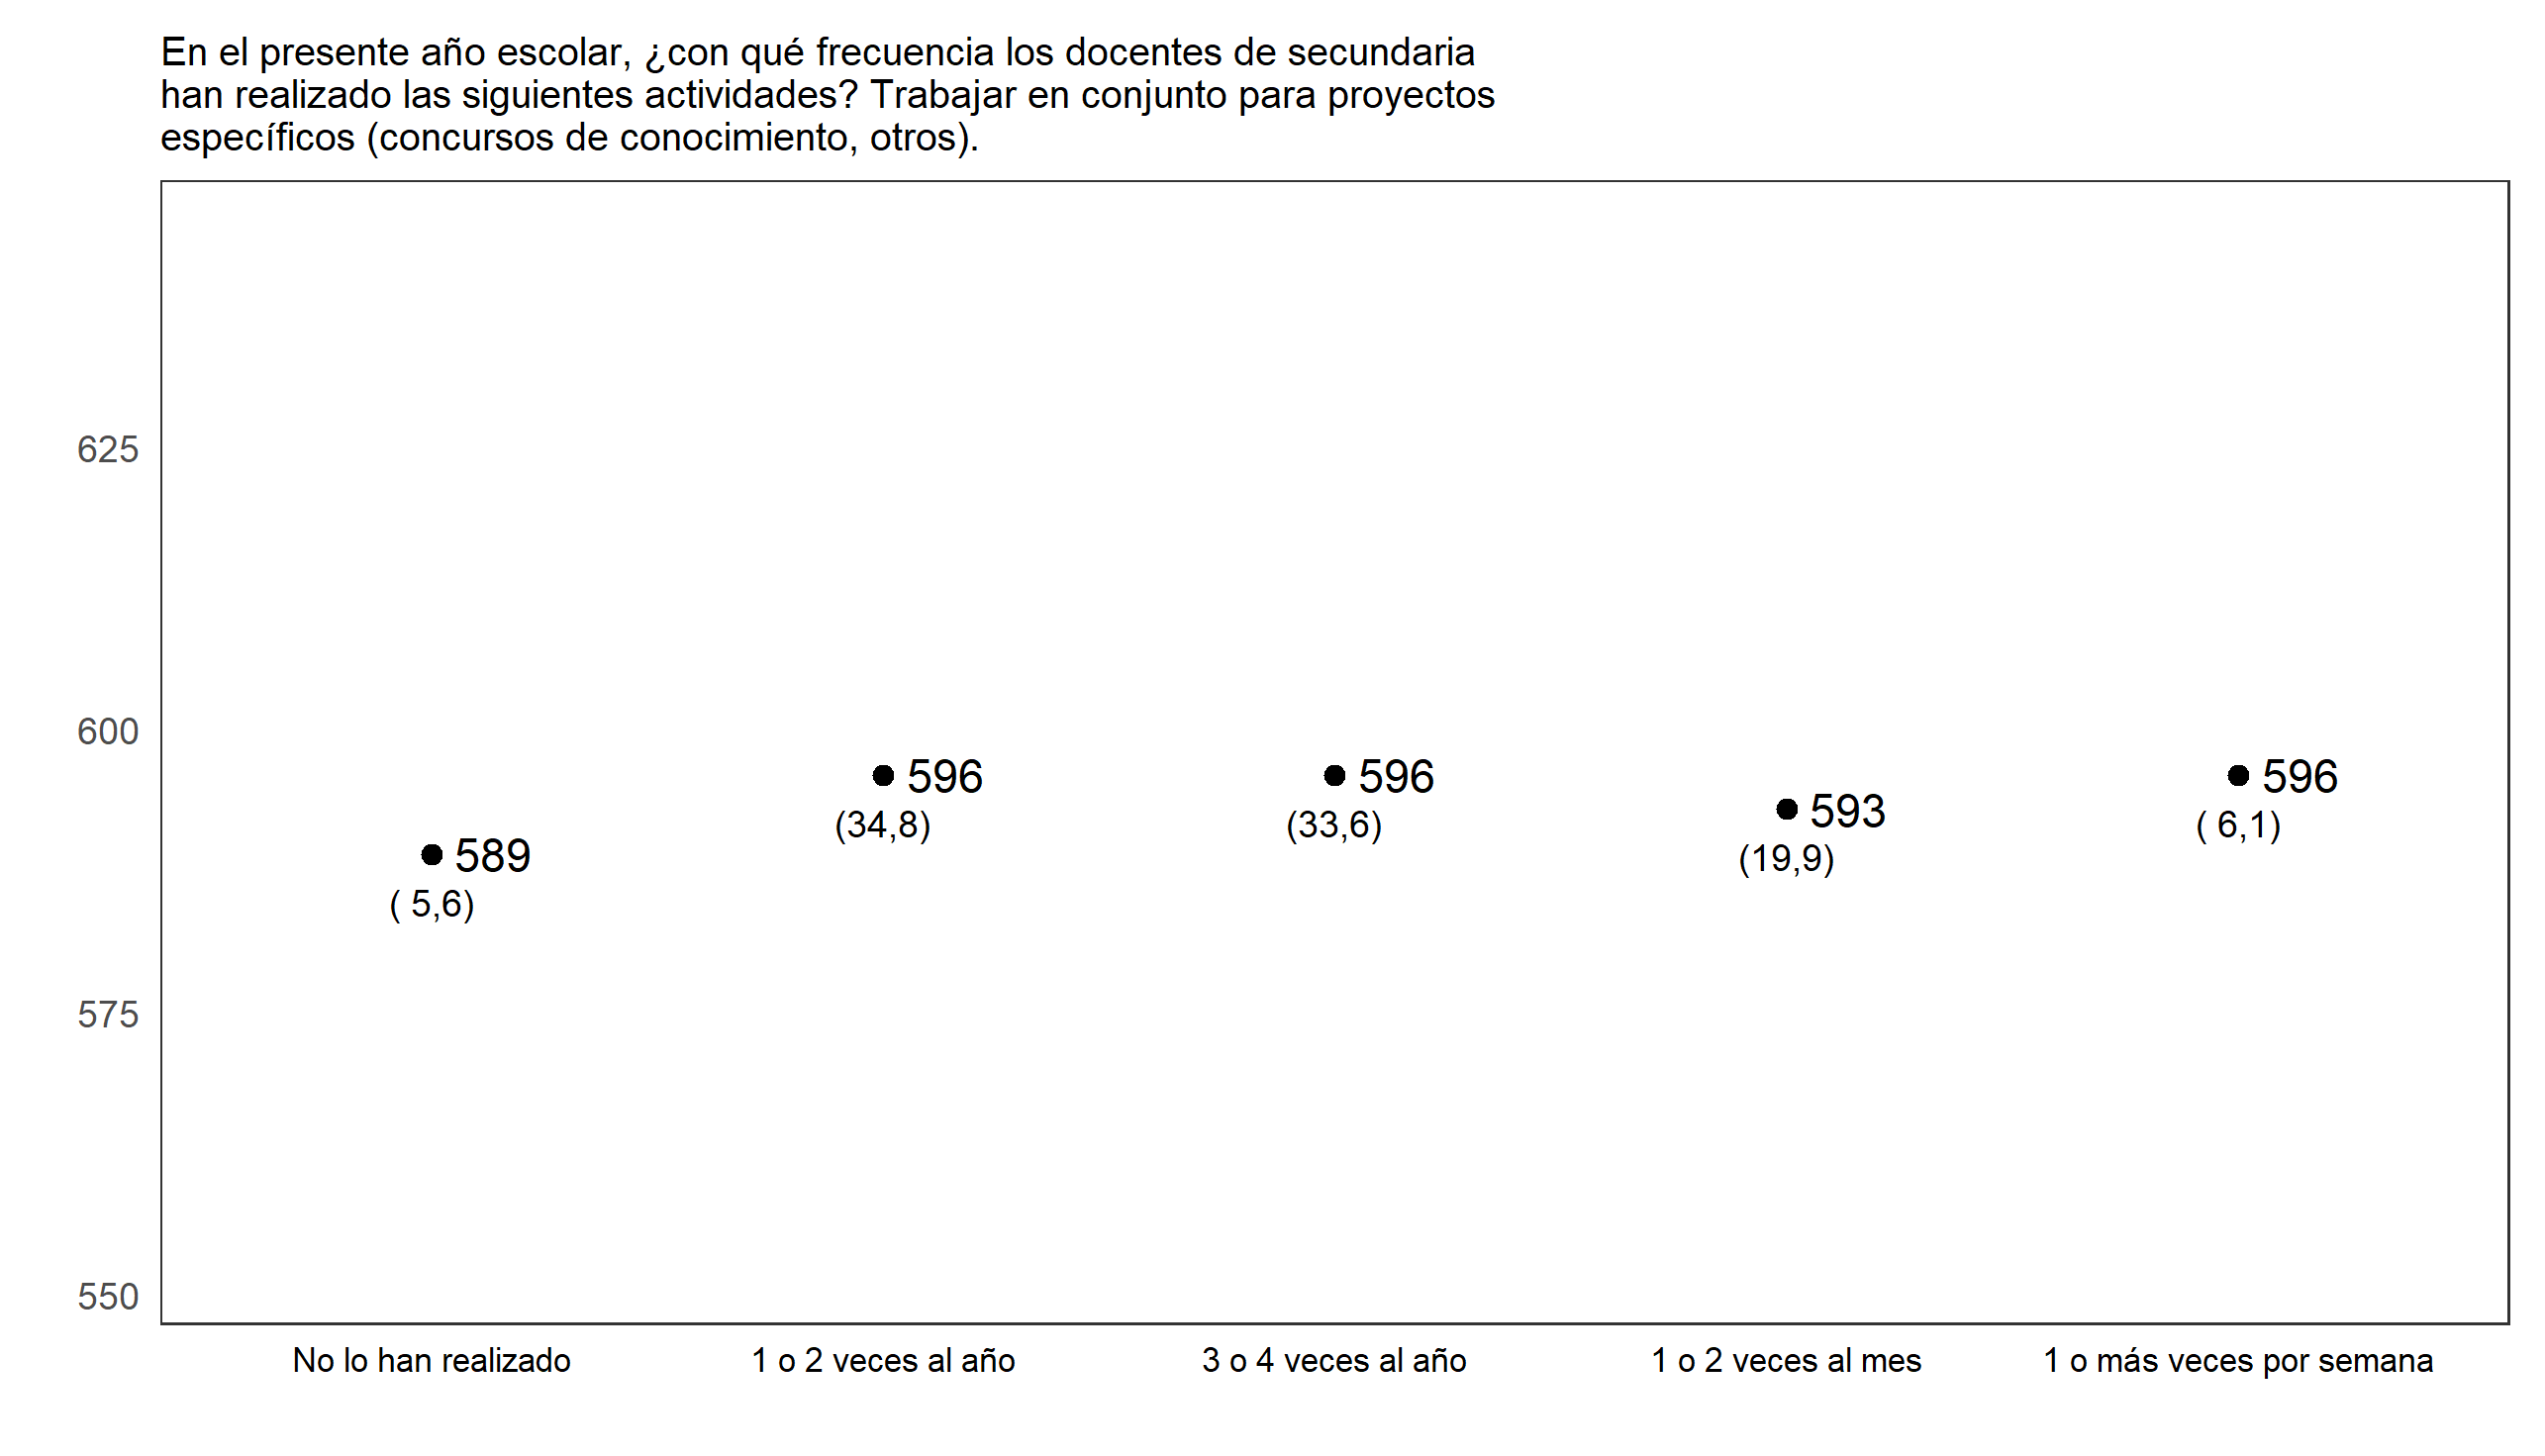 En el presente año escolar, ¿con qué frecuencia los docentes de secundaria
han realizado las siguientes actividades? Trabajar en conjunto para proyectos
específicos (concursos de conocimiento, otros).
625
600
575
550
589
( 5,6)
596
(34,8)
596
(33,6)
593
(19,9)
596
( 6,1)
No lo han realizado
1 o 2 veces al año
3 o 4 veces al año
1 o 2 veces al mes
1 o más veces por semana